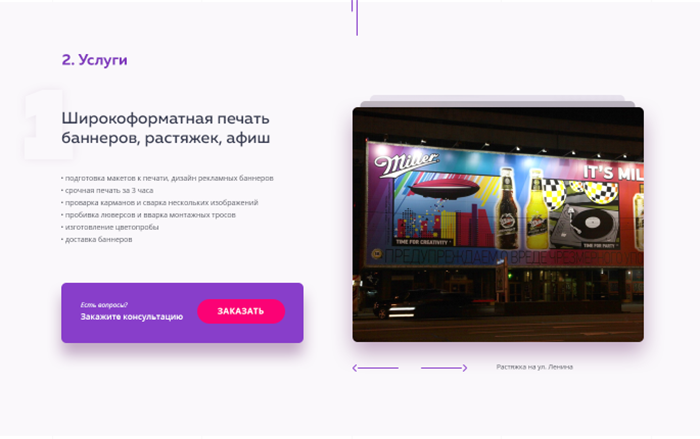 2. Услуги
1
Широкоформатная печать
баннеров, растяжек, афиш
• подготовка макетов к печати, дизайн рекламных баннеров
• срочная печать за 3 часа
• проварка карманов и сварка нескольких изображений
• пробивка люверсов и вварка монтажных тросов
• изготовление цветопробы
• доставка баннеров
Есть вопросы?
Закажите консультацию
ЗАКАЗАТЬ
Miller
IT'S MIL
TIME FOR CREATIVITY
TIME FOR PARTY
ПРЕДУПРЕЖДАЕМ О ВРЕДЕ
Растяжка на ул. Ленина